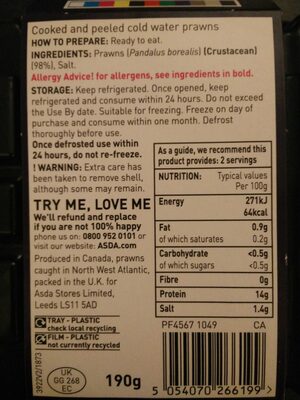 Cooked and peeled cold water prawns
HOW TO PREPARE: Ready to eat.
INGREDIENTS: Prawns (Pandalus borealis) (Crustacean)
(98%), Salt.
Allergy Advice! for allergens, see ingredients in bold.
STORAGE: Keep refrigerated. Once opened, keep
refrigerated and consume within 24 hours. Do not exceed
the Use By date. Suitable for freezing. Freeze on day of
purchase and consume within one month. Defrost
thoroughly before use.
Once defrosted use within
24 hours, do not re-freeze.
! WARNING: Extra care has
been taken to remove shell,
although some may remain.
TRY ME, LOVE ME
We'll refund and replace
if you are not 100% happy
phone us on: 0800 952 0101 or
visit our website: ASDA.com
Produced in Canada, prawns
caught in North West Atlantic,
packed in the U.K. for
Asda Stores Limited,
Leeds LS11 5AD
TRAY - PLASTIC
check local recycling
FILM - PLASTIC
not currently recycled
39229/2/1873
UK
GG 268
EC
190g
As a guide, we recommend this
product provides: 2 servings
NUTRITION: Typical values
Per 100g
Energy 271kJ
64kcal
Fat 0.9g
of which saturates 0.2g
Carbohydrate <0.5g
of which sugars <0.5g
Fibre 0g
Protein 14g
Salt 1.4g
PF4567 1049 CA
5 054070 266199 >